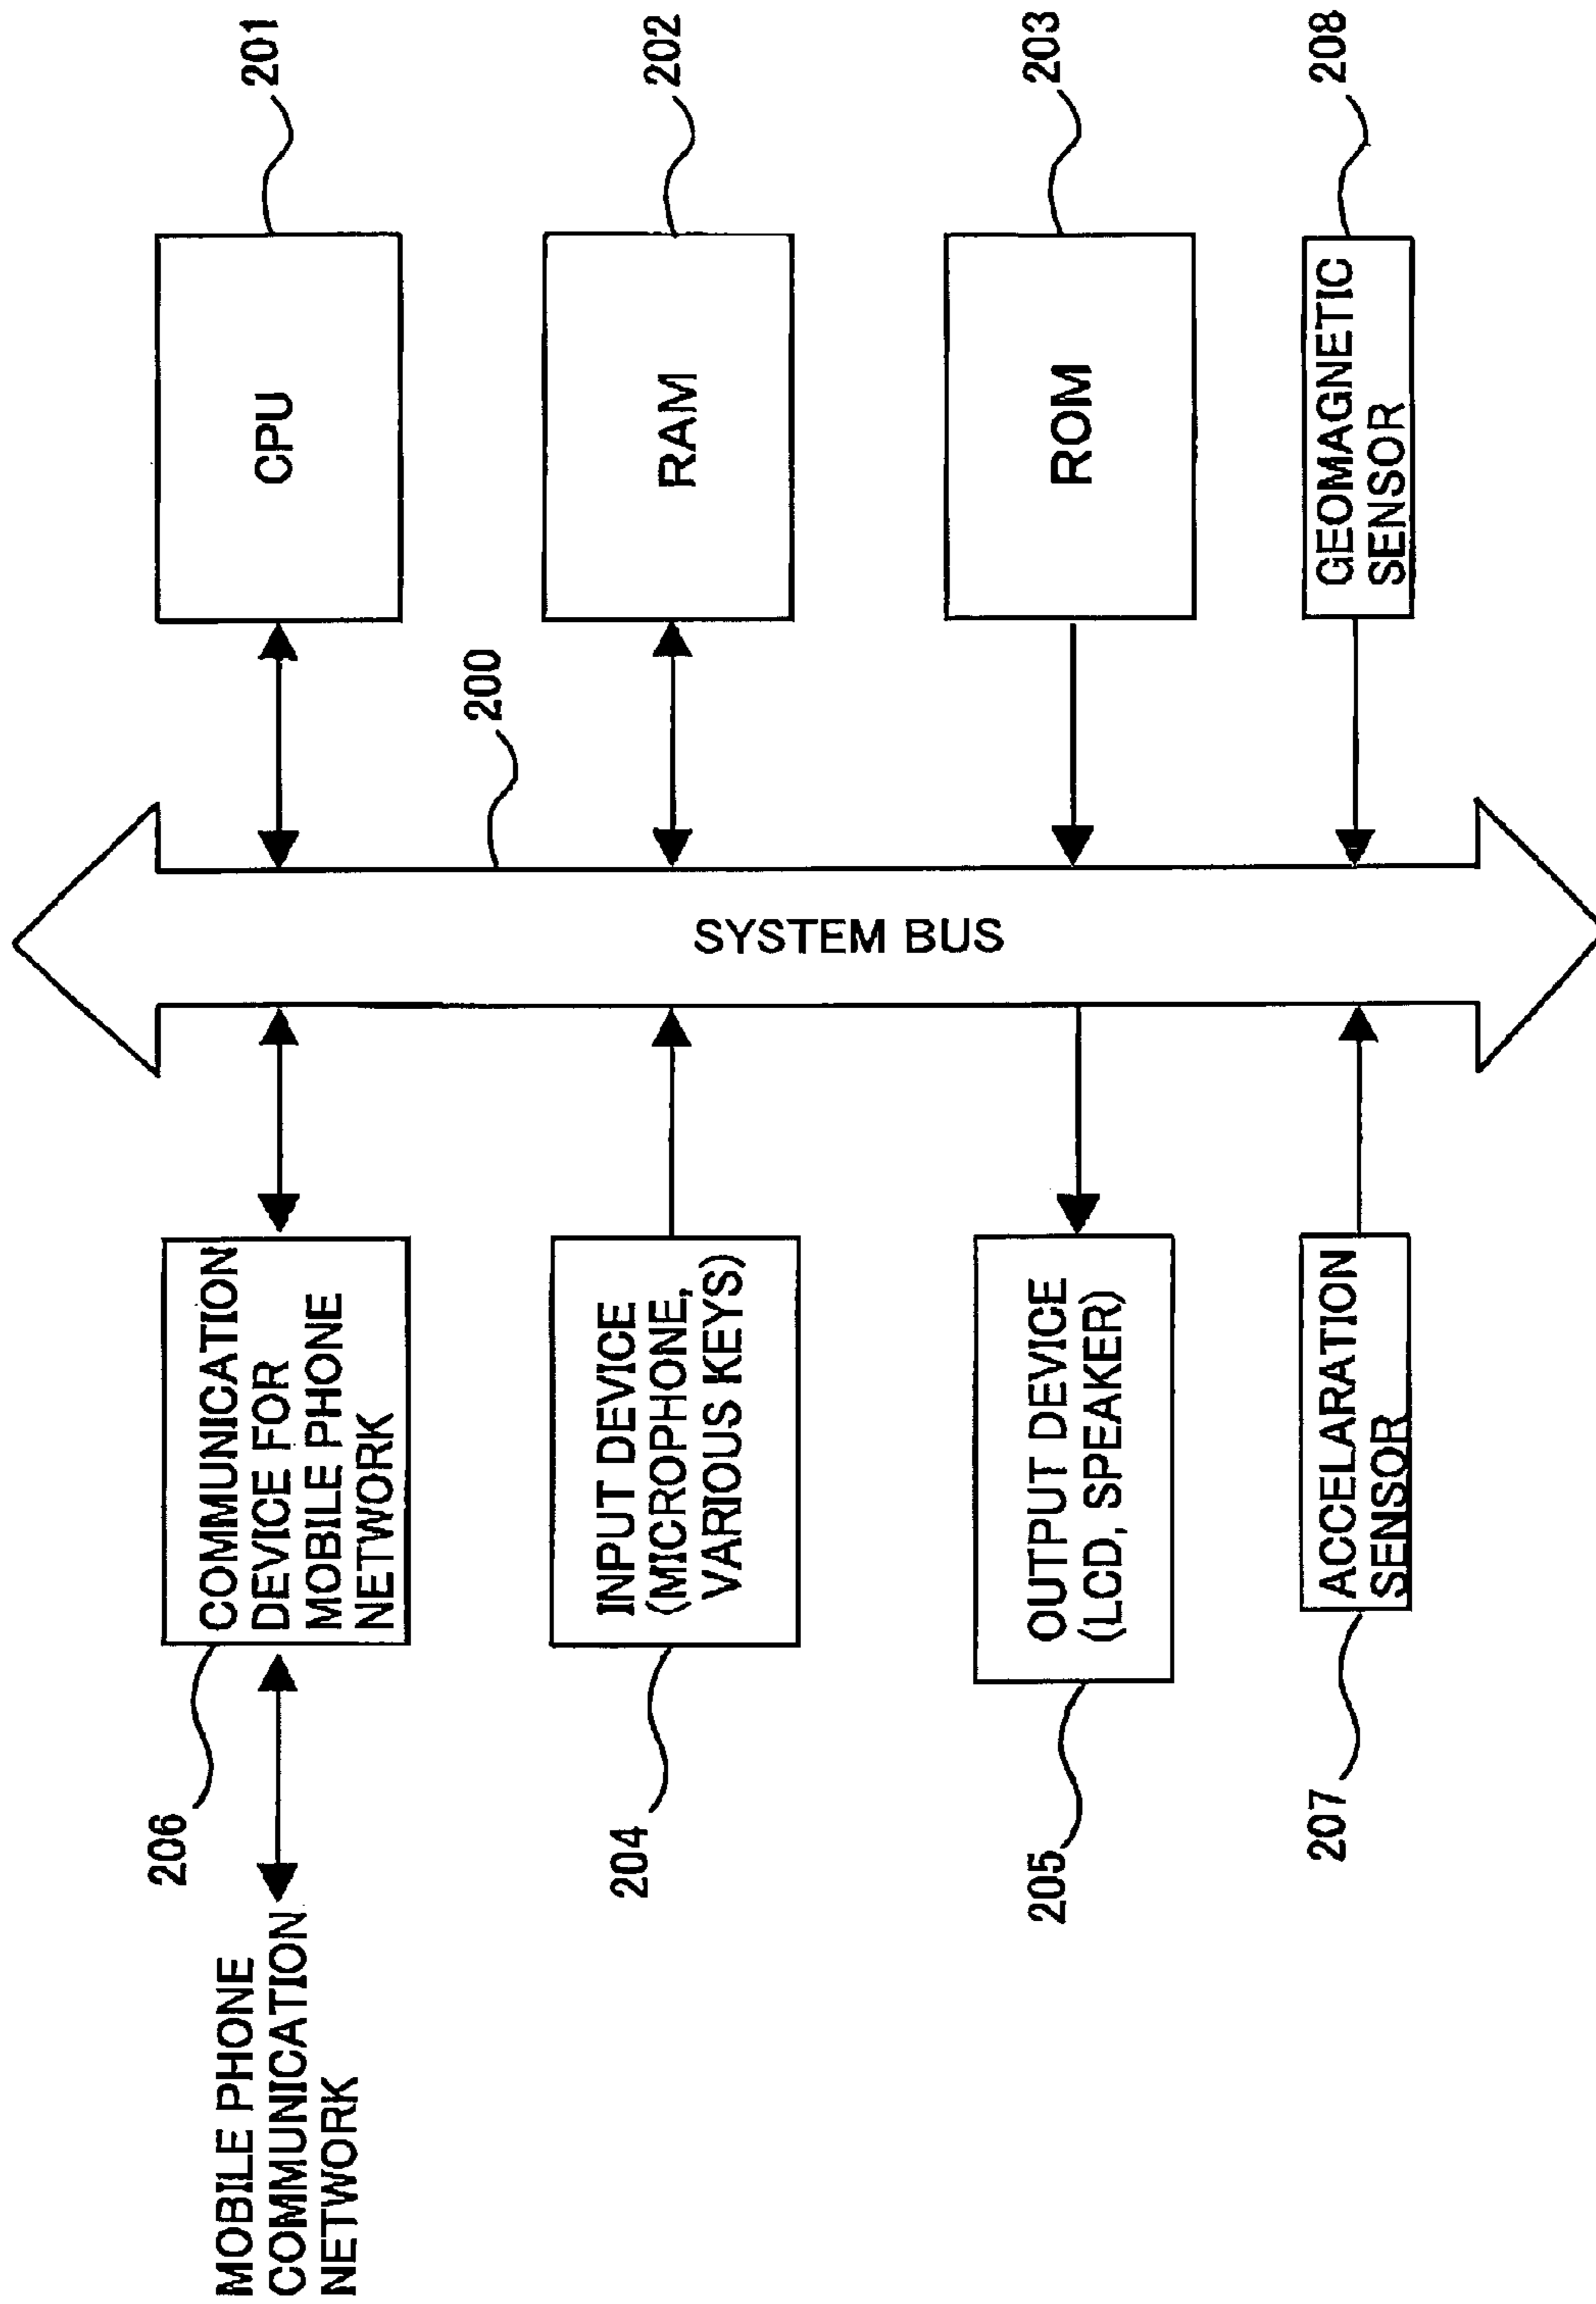 MOBILE PHONE
COMMUNICATION
NETWORK
206
COMMUNICATION
DEVICE FOR
MOBILE PHONE
NETWORK
204
INPUT DEVICE
(MICROPHONE,
VARIOUS KEYS)
205
OUTPUT DEVICE
(LCD, SPEAKER)
207
ACCELARATION
SENSOR
SYSTEM BUS
200
CPU
201
RAM
202
ROM
203
GEOMAGNETIC
SENSOR
208